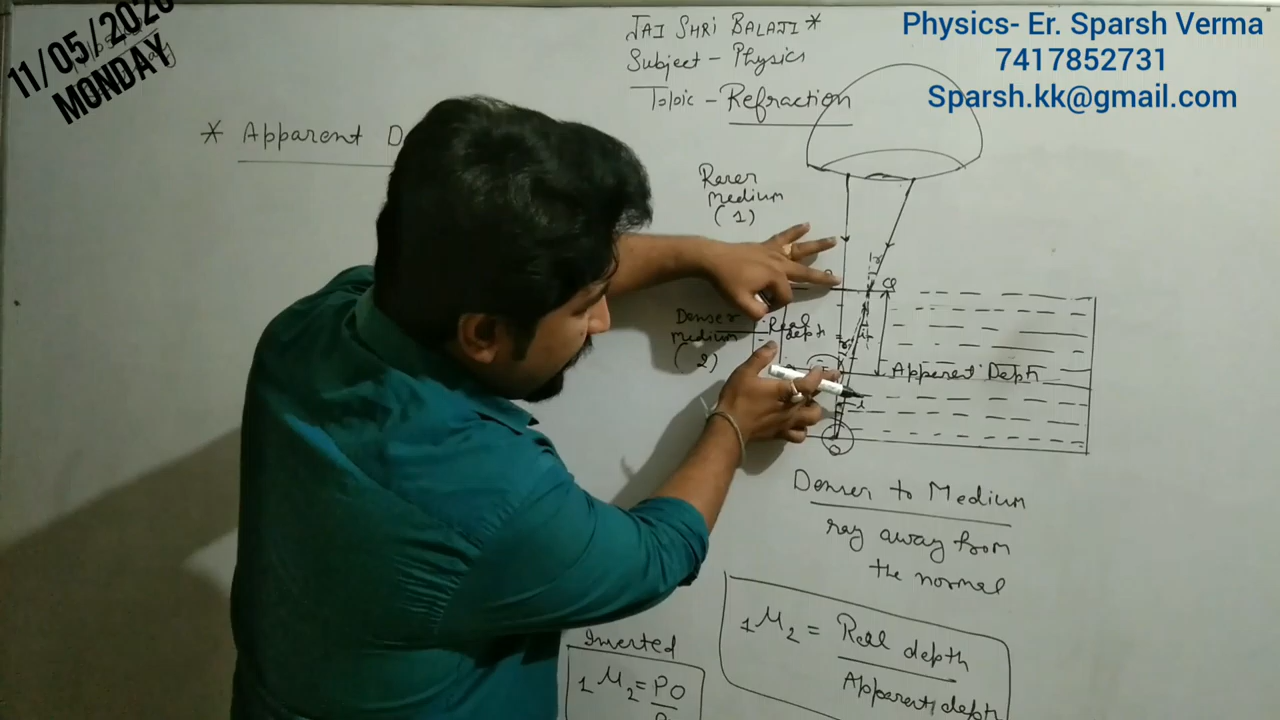 11/05/2020
MONDAY
Physics- Er. Sparsh Verma
7417852731
Sparsh.kk@gmail.com
JAI SHRI BALAJI *
Subject - Physics
Topic - Refraction
* Apparent D
Rarer
medium
(1)
Q
Denser
medium
(2)
Real
depth
Apparent Depth
i
O
Denser to Medium
ray away from
the normal
1μ2 = Real depth
Apparent depth
Inverted
1μ2 = PO